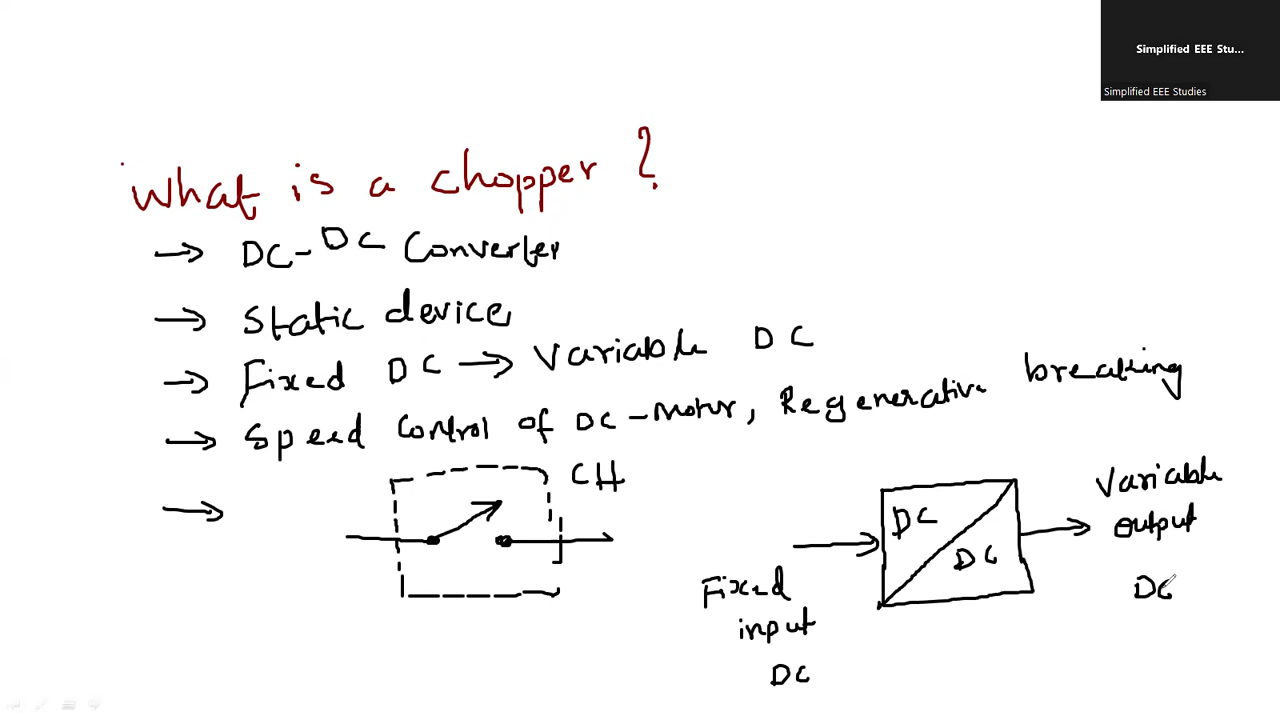 Simplified EEE Stu...
Simplified EEE Studies
What is a chopper ?
→ DC-DC Converter
→ Static device
→ Fixed DC → Variable DC
→ Speed control of DC-Motor, Regenerative breaking
→
CH
DC
DC
Fixed
input
DC
Variable
output
DC